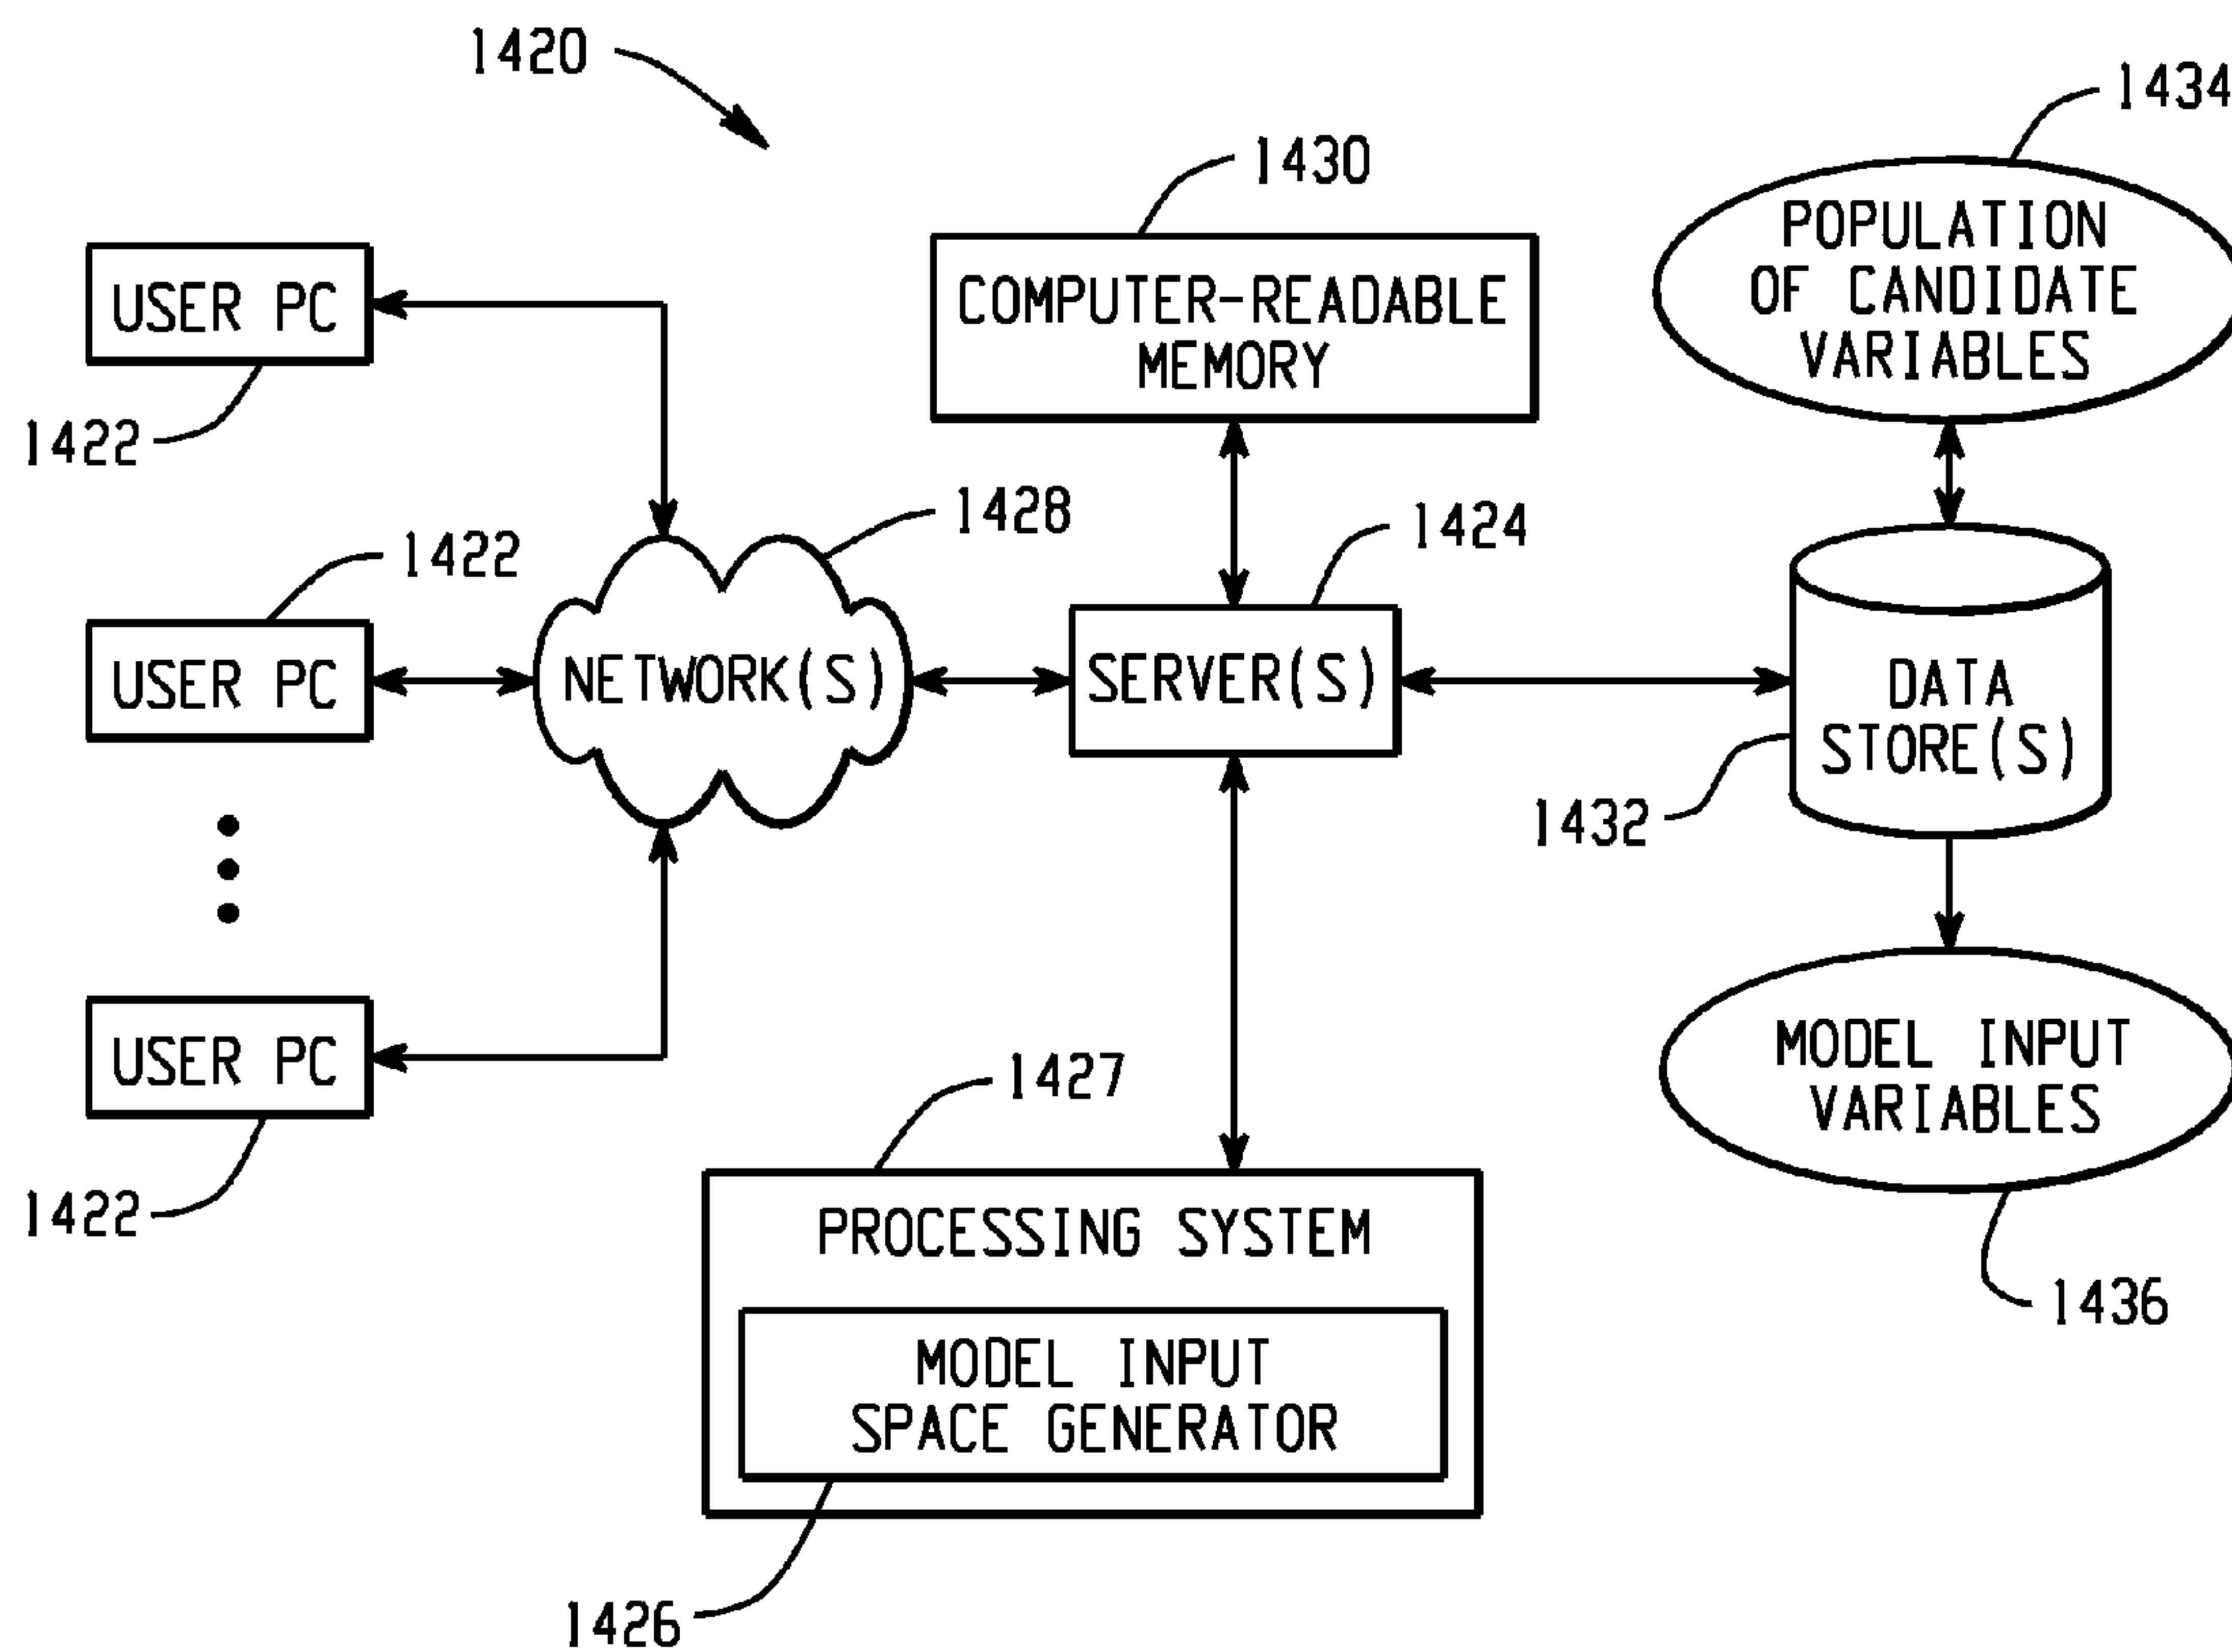 1420
1434
1430
POPULATION
OF CANDIDATE
VARIABLES
USER PC
COMPUTER-READABLE
MEMORY
1422
1428
1424
1422
USER PC
NETWORK(S)
SERVER(S)
DATA
STORE(S)
1432
USER PC
1427
MODEL INPUT
VARIABLES
1422
PROCESSING SYSTEM
1436
MODEL INPUT
SPACE GENERATOR
1426